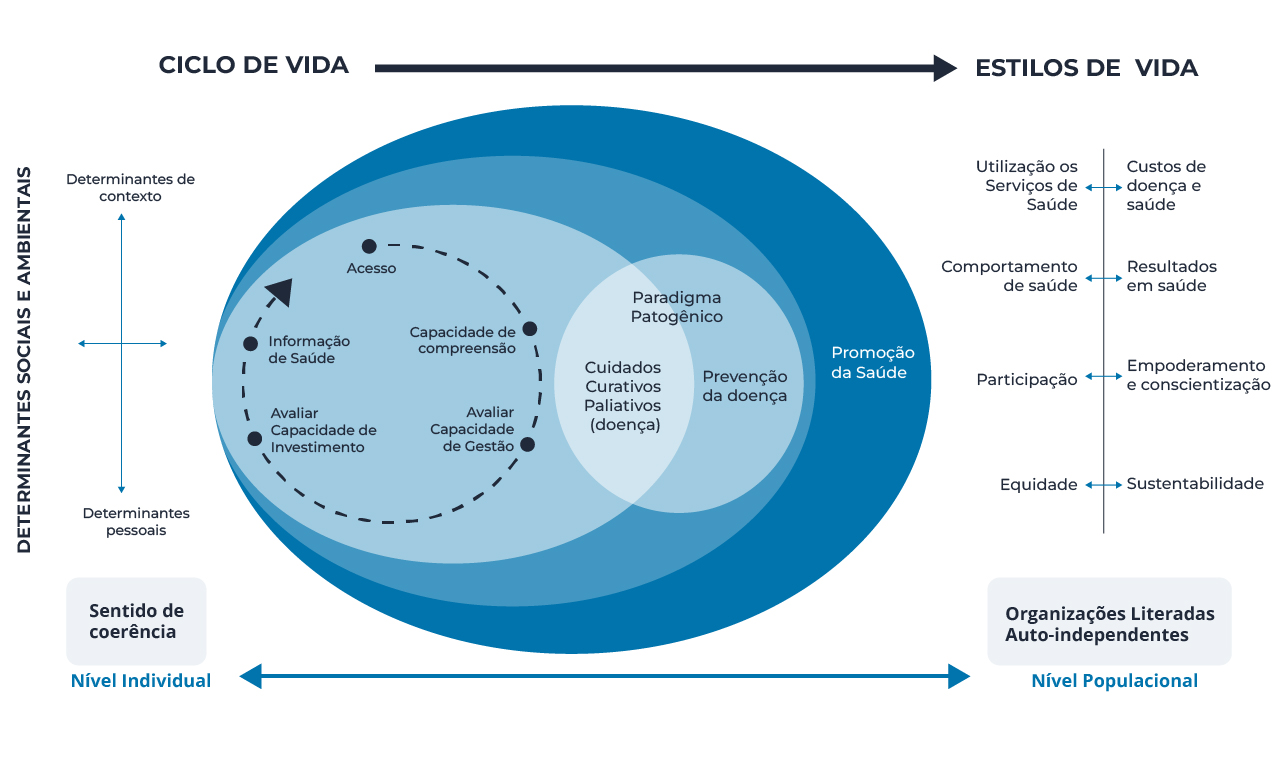 CICLO DE VIDA
ESTILOS DE VIDA
DETERMINANTES SOCIAIS E AMBIENTAIS
Determinantes de
contexto
Determinantes
pessoais
Acesso
Capacidade de
compreensão
Avaliar
Capacidade
de Gestão
Avaliar
Capacidade de
Investimento
Informação
de Saúde
Paradigma
Patogênico
Cuidados
Curativos
Paliativos
(doença)
Prevenção
da doença
Promoção
da Saúde
Utilização os
Serviços de
Saúde
Custos de
doença e
saúde
Comportamento
de saúde
Resultados
em saúde
Participação
Empoderamento
e conscientização
Equidade
Sustentabilidade
Sentido de
coerência
Nível Individual
Organizações Literadas
Auto-independentes
Nível Populacional